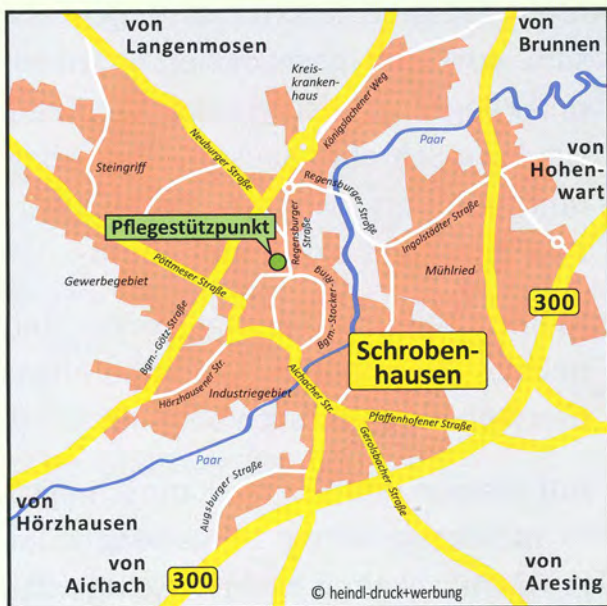 von
Langenmosen
von
Brunnen
Kreis-
kranken-
haus
Königslachener Weg
Neuburger Straße
Paar
von
Hohen-
wart
Steingriff
Regensburger Straße
Regensburger
Straße
Ingolstädter Straße
Pflegestützpunkt
Mühlried
Pöttmeser Straße
Gewerbegebiet
Bgm.-Stocker-
Ring
300
Bgm.-Götz-Straße
Schroben-
hausen
Hörzhausener Str.
Aichacher Str.
Industriegebiet
Pfaffenhofener Straße
Gerolsbacher
Straße
Paar
Augsburger Straße
von
Hörzhausen
von
Aichach
300
von
Aresing
© heindl-druck+werbung